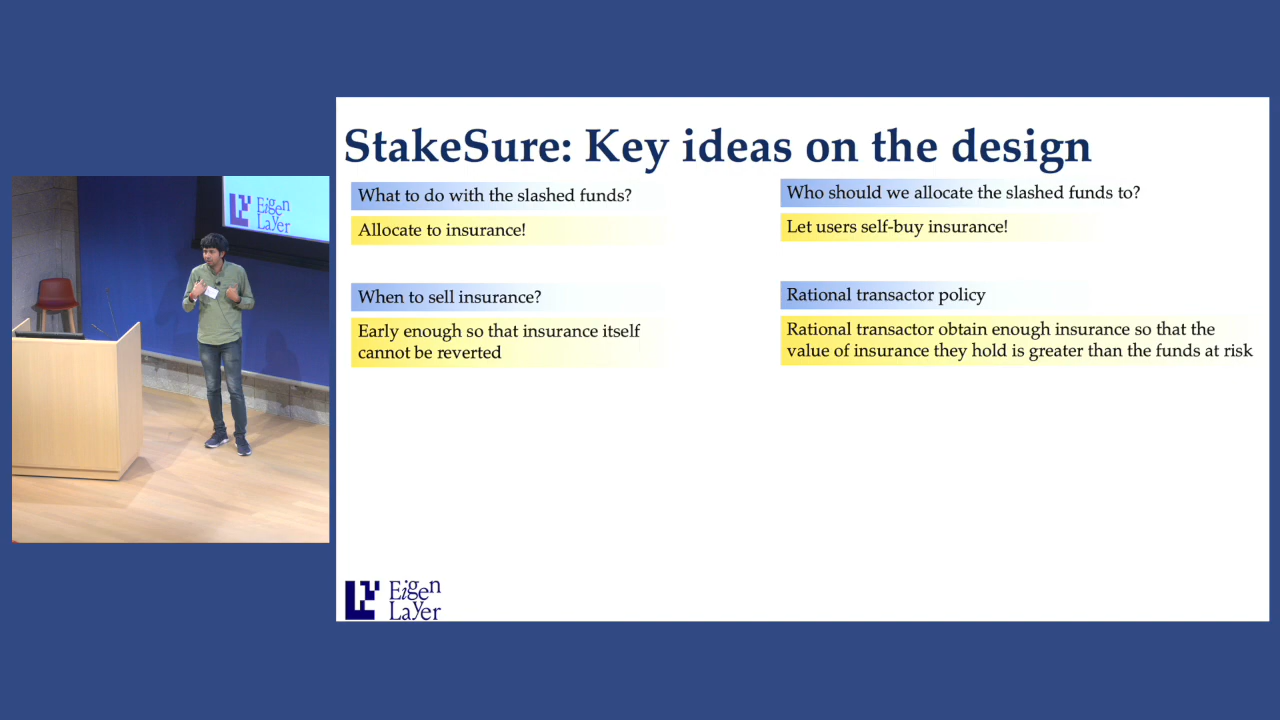 StakeSure: Key ideas on the design
What to do with the slashed funds?
Allocate to insurance!
Who should we allocate the slashed funds to?
Let users self-buy insurance!
When to sell insurance?
Early enough so that insurance itself
cannot be reverted
Rational transactor policy
Rational transactor obtain enough insurance so that the
value of insurance they hold is greater than the funds at risk
Eigen
Layer
Eigen
Layer